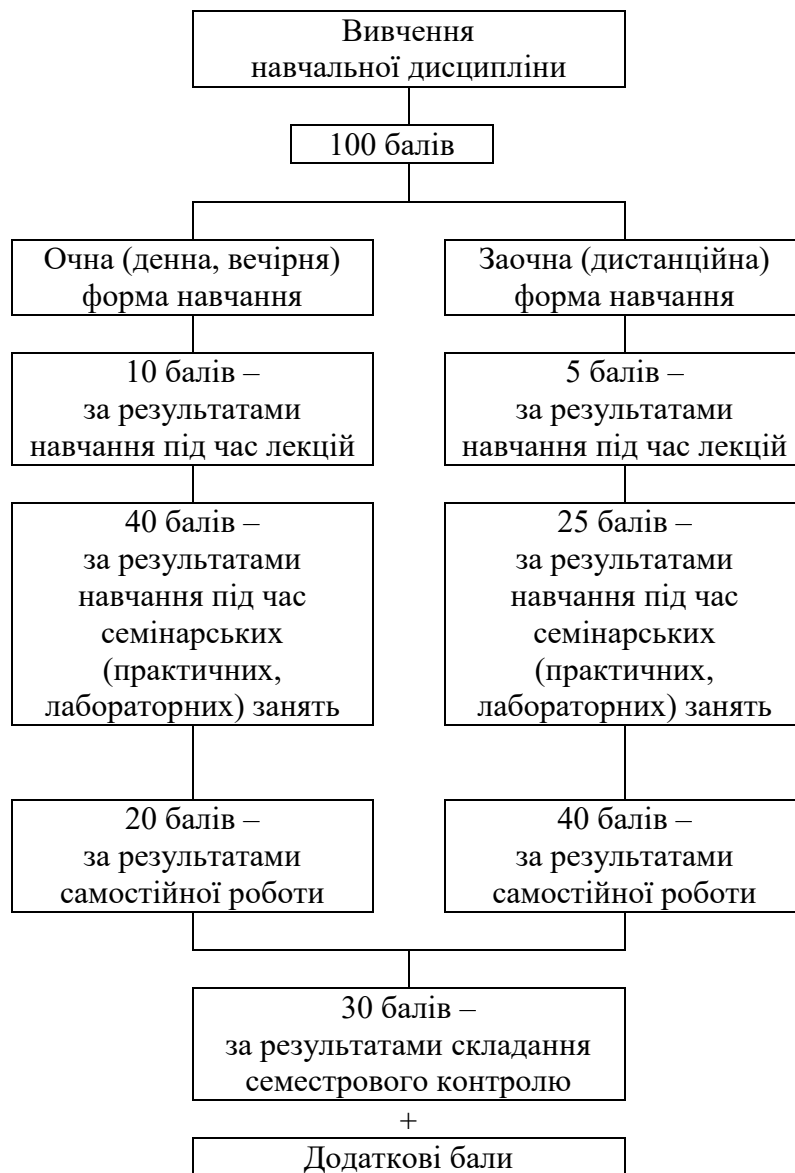 Вивчення
навчальної дисципліни
100 балів
Очна (денна, вечірня)
форма навчання
Заочна (дистанційна)
форма навчання
10 балів –
за результатами
навчання під час лекцій
5 балів –
за результатами
навчання під час лекцій
40 балів –
за результатами
навчання під час
семінарських
(практичних,
лабораторних) занять
25 балів –
за результатами
навчання під час
семінарських
(практичних,
лабораторних) занять
20 балів –
за результатами
самостійної роботи
40 балів –
за результатами
самостійної роботи
30 балів –
за результатами складання
семестрового контролю
+
Додаткові бали